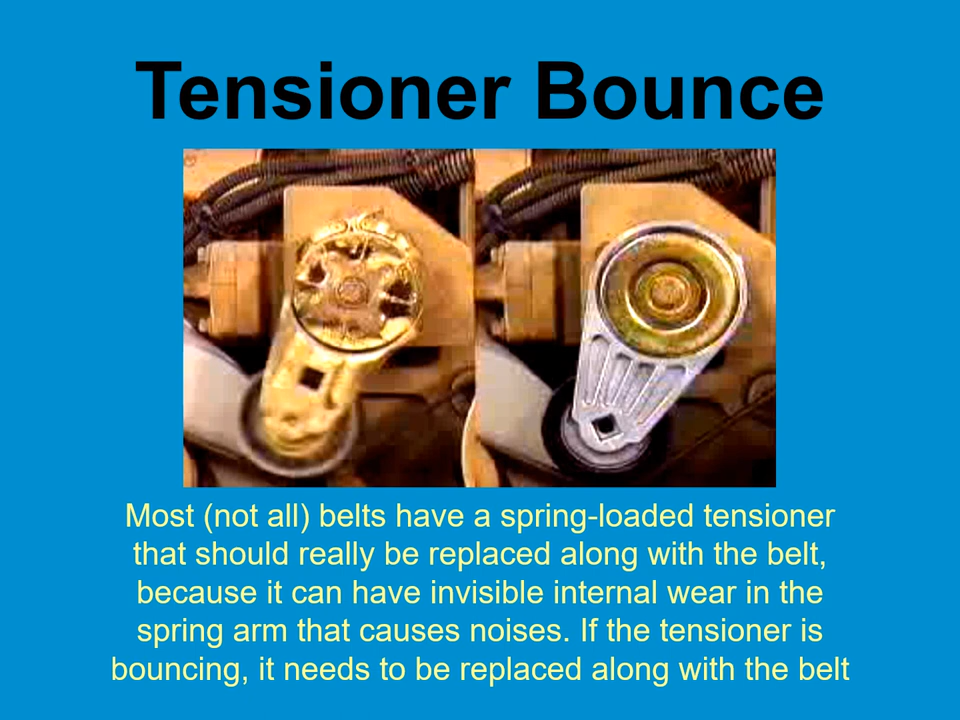 Tensioner Bounce
Most (not all) belts have a spring-loaded tensioner
that should really be replaced along with the belt,
because it can have invisible internal wear in the
spring arm that causes noises. If the tensioner is
bouncing, it needs to be replaced along with the belt